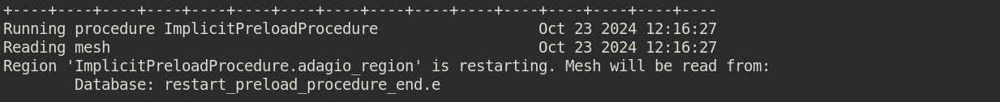 +----+----+----+----+----+----+----+----+----+----+----+----+----+----+----+----
Running procedure ImplicitPreloadProcedure                  Oct 23 2024 12:16:27
Reading mesh                                                Oct 23 2024 12:16:27
Region 'ImplicitPreloadProcedure.adagio_region' is restarting. Mesh will be read from:
        Database: restart_preload_procedure_end.e